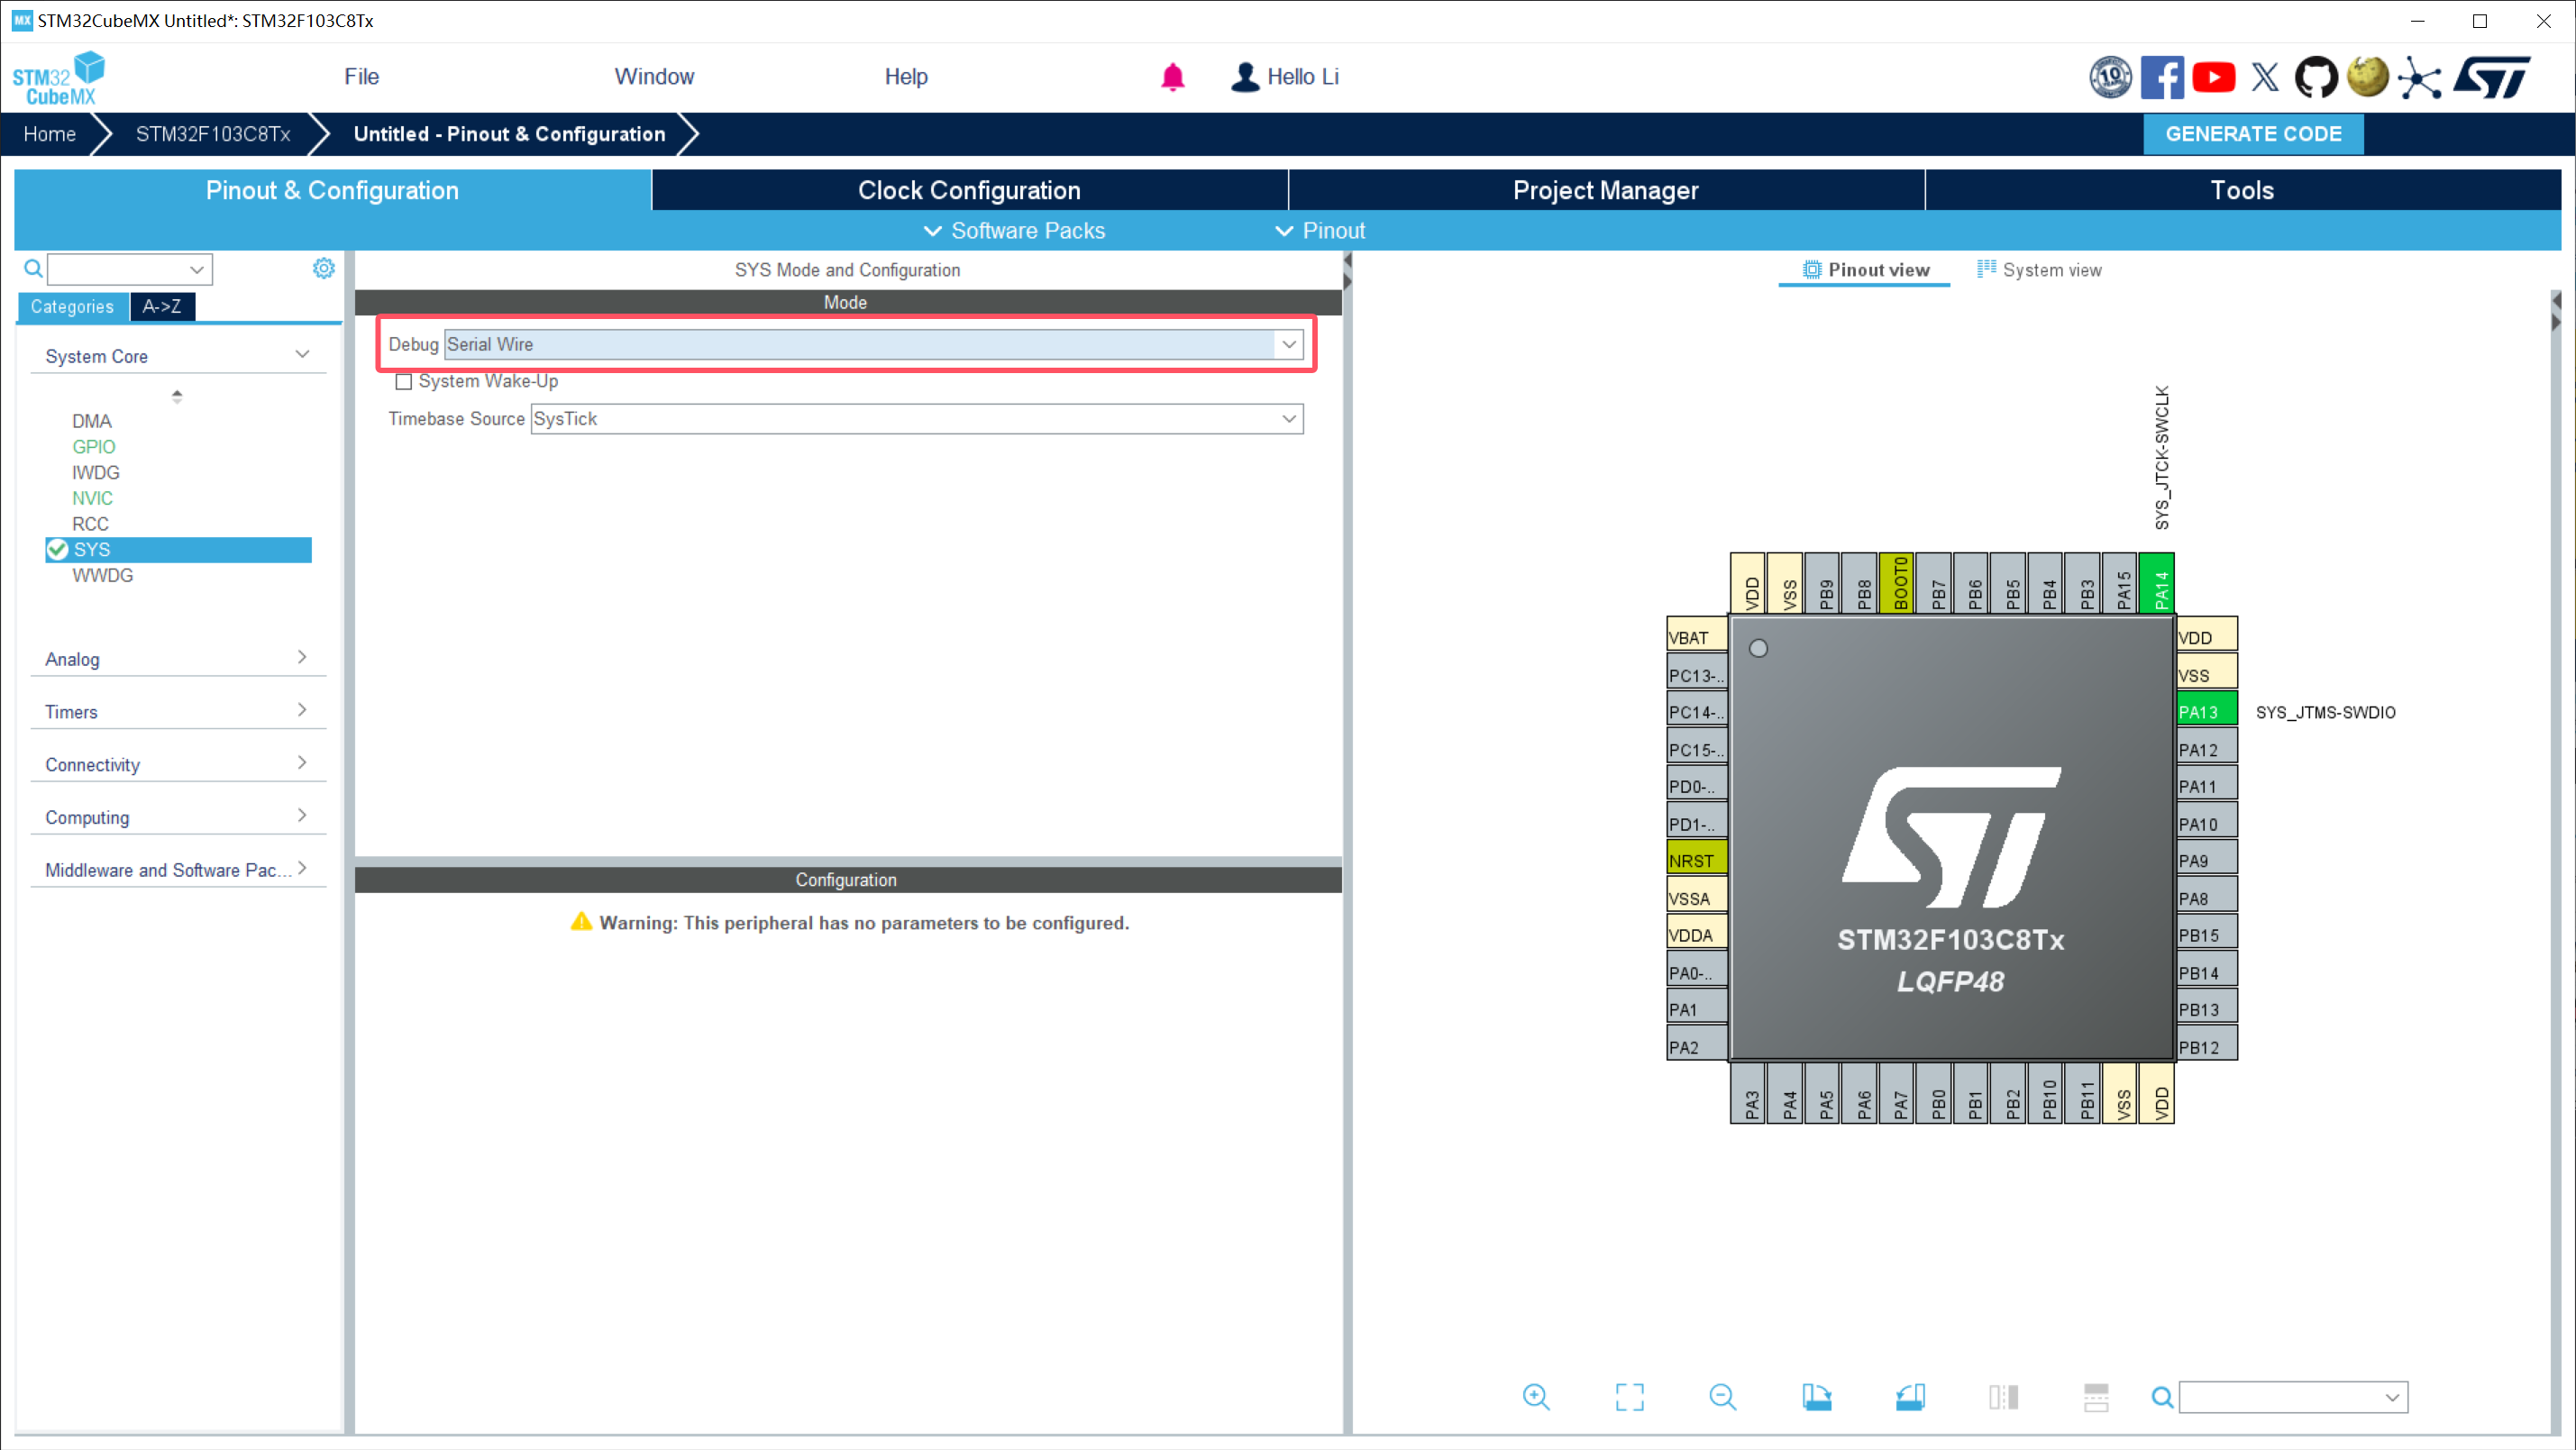 MX STM32CubeMX Untitled*: STM32F103C8Tx
STM32 CubeMX
File
Window
Help
Hello Li
10
Home
STM32F103C8Tx
Untitled - Pinout & Configuration
GENERATE CODE
Pinout & Configuration
Clock Configuration
Project Manager
Tools
Software Packs
Pinout
Categories
A->Z
System Core
DMA
GPIO
IWDG
NVIC
RCC
SYS
WWDG
Analog
Timers
Connectivity
Computing
Middleware and Software Pac...
SYS Mode and Configuration
Mode
Debug Serial Wire
System Wake-Up
Timebase Source SysTick
Configuration
Warning: This peripheral has no parameters to be configured.
Pinout view
System view
SYS_JTCK-SWCLK
VDD
VSS
PB9
PB8
BOOT0
PB7
PB6
PB5
PB4
PB3
PA15
PA14
VBAT
PC13-..
PC14-..
PC15-..
PD0-..
PD1-..
NRST
VSSA
VDDA
PA0-..
PA1
PA2
VDD
VSS
PA13
SYS_JTMS-SWDIO
PA12
PA11
PA10
PA9
PA8
PB15
PB14
PB13
PB12
ST
STM32F103C8Tx
LQFP48
PA3
PA4
PA5
PA6
PA7
PB0
PB1
PB2
PB10
PB11
VSS
VDD